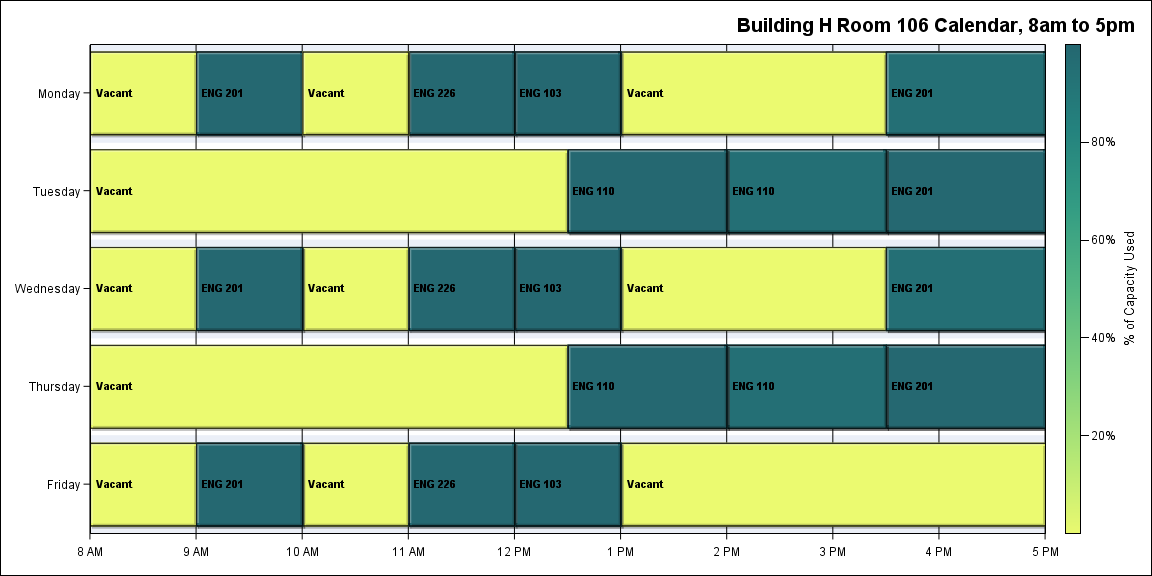 Building H Room 106 Calendar, 8am to 5pm
Monday Vacant ENG 201 Vacant ENG 226 ENG 103 Vacant ENG 201
Tuesday Vacant ENG 110 ENG 110 ENG 201
Wednesday Vacant ENG 201 Vacant ENG 226 ENG 103 Vacant ENG 201
Thursday Vacant ENG 110 ENG 110 ENG 201
Friday Vacant ENG 201 Vacant ENG 226 ENG 103 Vacant
8 AM 9 AM 10 AM 11 AM 12 PM 1 PM 2 PM 3 PM 4 PM 5 PM
80%
60%
40%
20%
% of Capacity Used